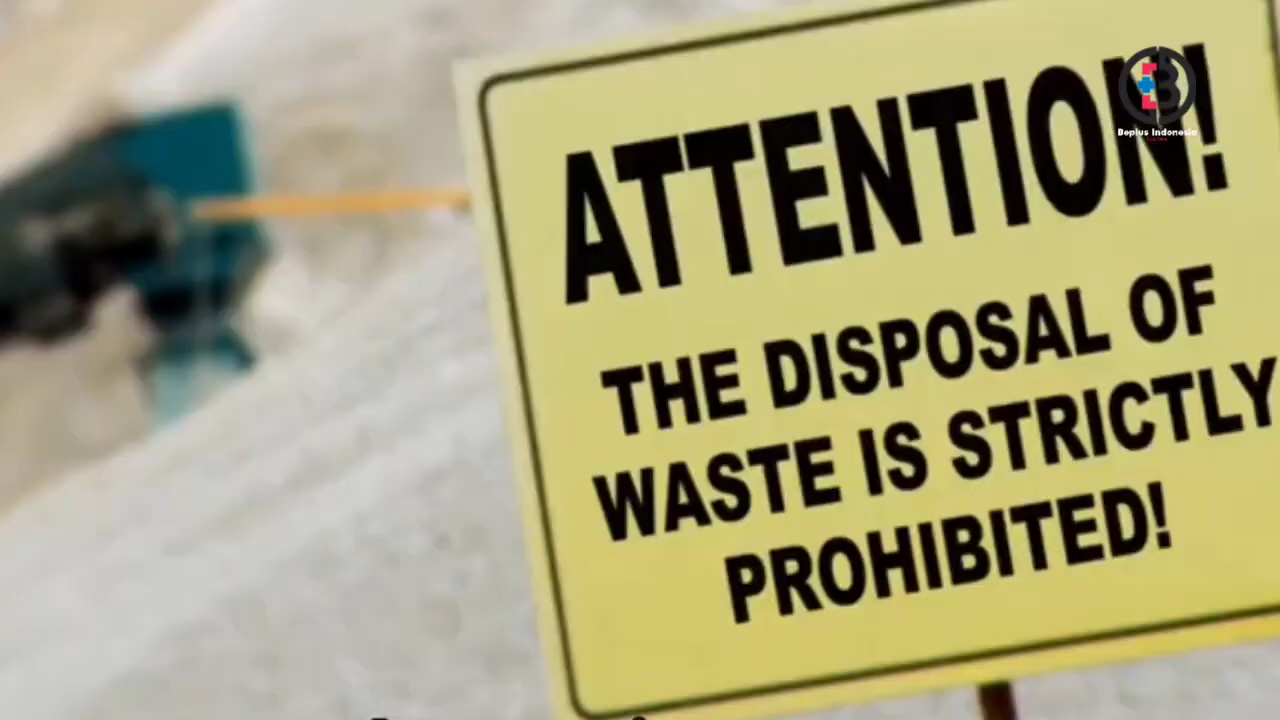 ATTENTION!
THE DISPOSAL OF
WASTE IS STRICTLY
PROHIBITED!
Beplus Indonesia